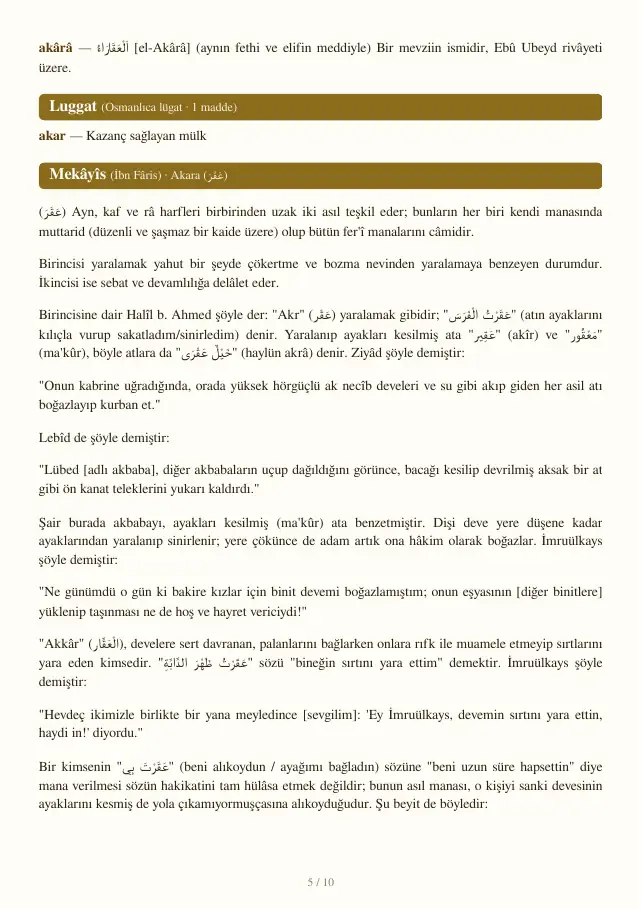 akârâ — اَلْعَقَارَاءُ [el-Akârâ] (aynın fethi ve elifin meddiyle) Bir mevziin ismidir, Ebû Ubeyd rivâyeti
üzere.
Luggat (Osmanlıca lügat · 1 madde)
akar — Kazanç sağlayan mülk
Mekâyîs (İbn Fâris) · Akara (عَقَرَ)
(عَقَرَ) Ayn, kaf ve râ harfleri birbirinden uzak iki asıl teşkil eder; bunların her biri kendi manasında
muttarid (düzenli ve şaşmaz bir kaide üzere) olup bütün fer'î manalarını câmidir.
Birincisi yaralamak yahut bir şeyde çökertme ve bozma nevinden yaralamaya benzeyen durumdur.
İkincisi ise sebat ve devamlılığa delâlet eder.
Birincisine dair Halîl b. Ahmed şöyle der: "Akr" (عَقْر) yaralamak gibidir; "عَقَرْتُ الْفَرَسَ" (atın ayaklarını
kılıçla vurup sakatladım/sinirledim) denir. Yaralanıp ayakları kesilmiş ata "عَقِير" (akîr) ve "مَعْقُور"
(ma'kûr), böyle atlara da "خَيْلٌ عَقْرَى" (haylün akrâ) denir. Ziyâd şöyle demiştir:
"Onun kabrine uğradığında, orada yüksek hörgüçlü ak necîb develeri ve su gibi akıp giden her asil atı
boğazlayıp kurban et."
Lebîd de şöyle demiştir:
"Lübed [adlı akbaba], diğer akbabaların uçup dağıldığını görünce, bacağı kesilip devrilmiş aksak bir at
gibi ön kanat teleklerini yukarı kaldırdı."
Şair burada akbabayı, ayakları kesilmiş (ma'kûr) ata benzetmiştir. Dişi deve yere düşene kadar
ayaklarından yaralanıp sinirlenir; yere çökünce de adam artık ona hâkim olarak boğazlar. İmruülkays
şöyle demiştir:
"Ne günümdü o gün ki bakire kızlar için binit devemi boğazlamıştım; onun eşyasının [diğer binitlere]
yüklenip taşınması ne de hoş ve hayret vericiydi!"
"Akkâr" (الْعَقَّار), develere sert davranan, palanlarını bağlarken onlara rıfk ile muamele etmeyip sırtlarını
yara eden kimsedir. "عَقَرْتُ ظَهْرَ الدَّابَّةِ" sözü "bineğin sırtını yara ettim" demektir. İmruülkays şöyle
demiştir:
"Hevdeç ikimizle birlikte bir yana meyledince [sevgilim]: 'Ey İmruülkays, devemin sırtını yara ettin,
haydi in!' diyordu."
Bir kimsenin "عَقَرْتَ بِي" (beni alıkoydun / ayağımı bağladın) sözüne "beni uzun süre hapsettin" diye
mana verilmesi sözün hakikatini tam hülâsa etmek değildir; bunun asıl manası, o kişiyi sanki devesinin
ayaklarını kesmiş de yola çıkamıyormuşçasına alıkoyduğudur. Şu beyit de böyledir:
5 / 10